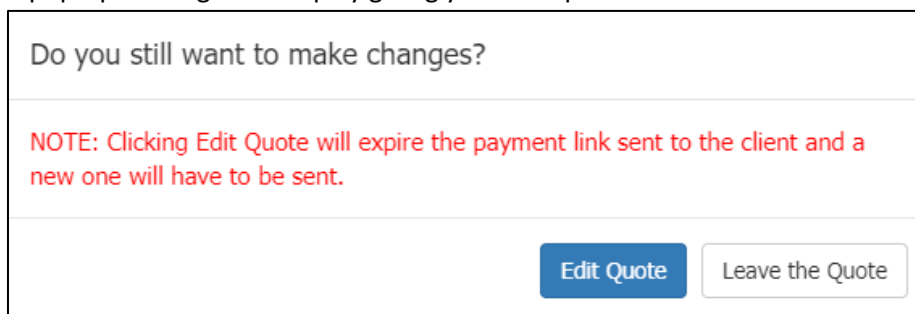 Do you still want to make changes?
NOTE: Clicking Edit Quote will expire the payment link sent to the client and a
new one will have to be sent.
Edit Quote
Leave the Quote